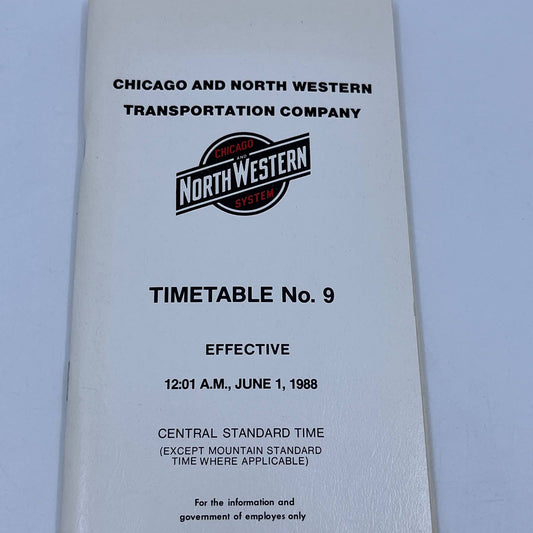 CHICAGO AND NORTH WESTERN
TRANSPORTATION COMPANY
CHICAGO
AND
NORTH WESTERN
SYSTEM
TIMETABLE No. 9
EFFECTIVE
12:01 A.M., JUNE 1, 1988
CENTRAL STANDARD TIME
(EXCEPT MOUNTAIN STANDARD
TIME WHERE APPLICABLE)
For the information and
government of employes only